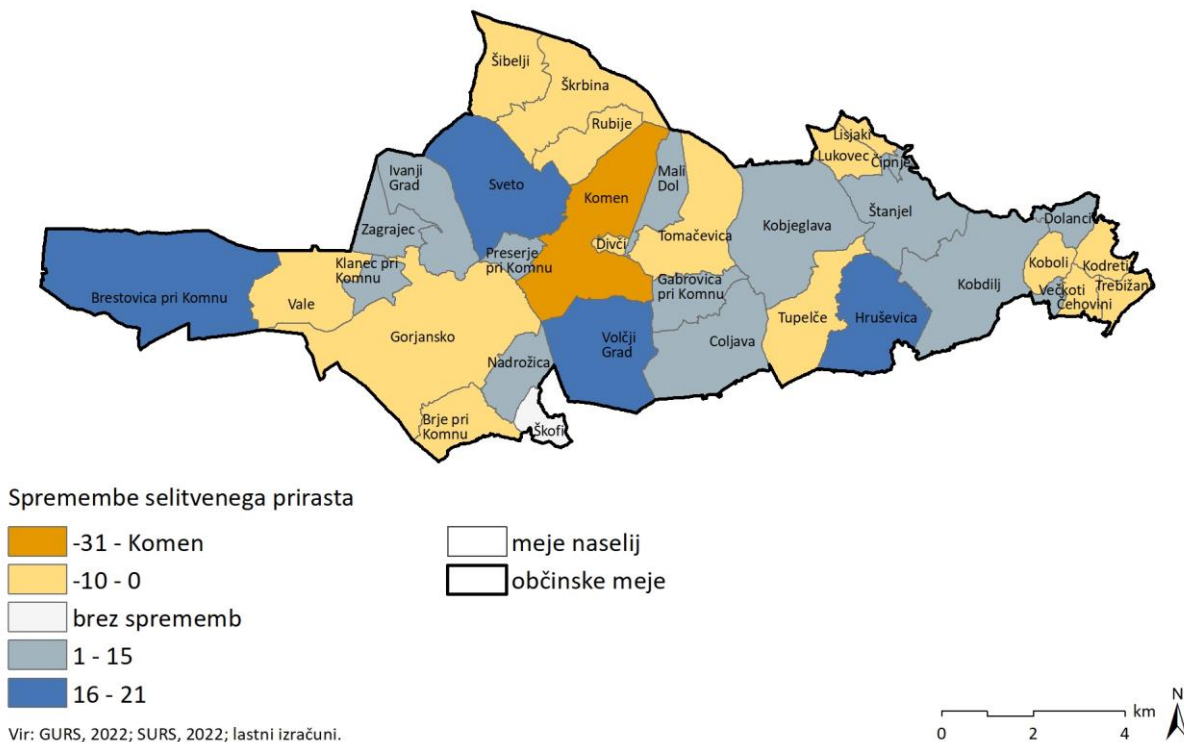 Šibelji
Škrbina
Rubije
Lisjaki
Lukovec
Čipnje
Ivanji
Grad
Sveto
Komen
Mali
Dol
Kobjeglava
Štanjel
Dolanci
Zagrajec
Preserje
pri Komnu
Divči
Tomačevica
Koboli
Kodreti
Trebižani
Večkoti
Čehovini
Klanec pri
Komnu
Brestovica pri Komnu
Vale
Gabrovica
pri Komnu
Kobdilj
Gorjansko
Volčji
Grad
Coljava
Tupelče
Hruševica
Nadrožica
Brje pri
Komnu
Škofi
Spremembe selitvenega prirasta
-31 - Komen
-10 - 0
brez sprememb
1 - 15
16 - 21
meje naselij
občinske meje
Vir: GURS, 2022; SURS, 2022; lastni izračuni.
km
0 2 4
N